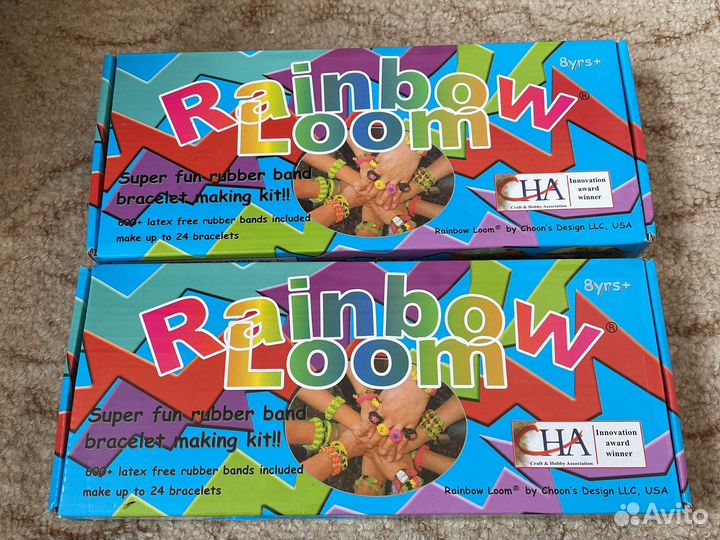 8yrs+
Rainbow®
Loom
Super fun rubber band
bracelet making kit!!
600+ latex free rubber bands included
make up to 24 bracelets
CHA
Craft & Hobby Association
Innovation
award
winner
Rainbow Loom® by Choon's Design LLC, USA
8yrs+
Rainbow®
Loom
Super fun rubber band
bracelet making kit!!
600+ latex free rubber bands included
make up to 24 bracelets
CHA
Craft & Hobby Association
Innovation
award
winner
Rainbow Loom® by Choon's Design LLC, USA
Avito